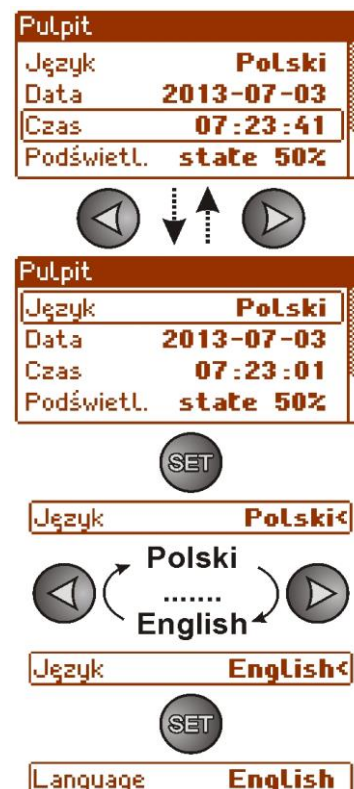 Pulpit
Język Polski
Data 2013-07-03
Czas 07:23:41
Podświetl. stałe 50%
Pulpit
Język Polski
Data 2013-07-03
Czas 07:23:01
Podświetl. stałe 50%
SET
Język Polski<
Polski
.......
English
Język English<
SET
Language English